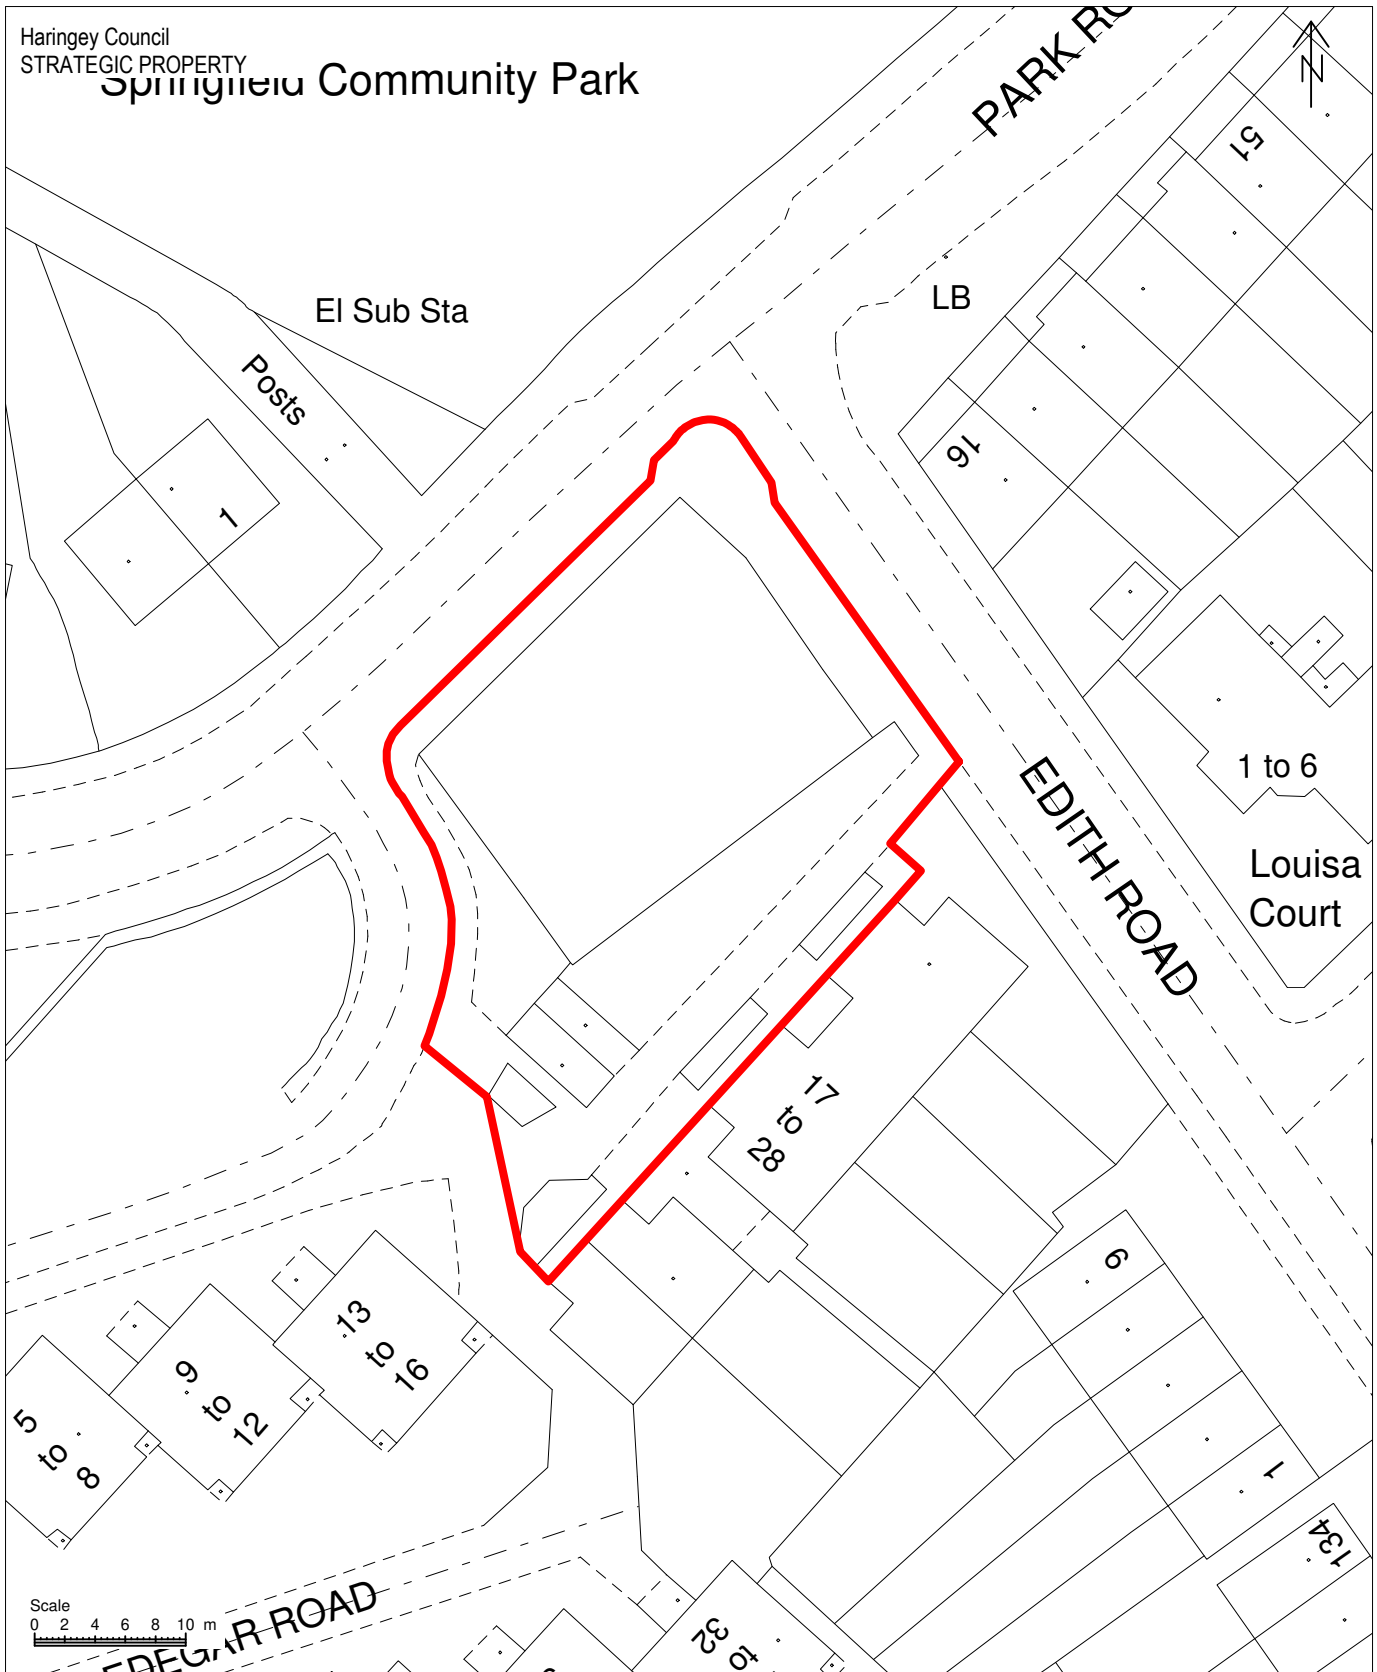 Haringey Council
STRATEGIC PROPERTY
Springfield Community Park
PARK
N
51
El Sub Sta
LB
Posts
16
1
1 to 6
EDITH ROAD
Louisa
Court
17
to
28
6
13
to
16
9
to
12
5
to
8
1
134
Scale
0 2 4 6 8 10 m
ROAD
32
to